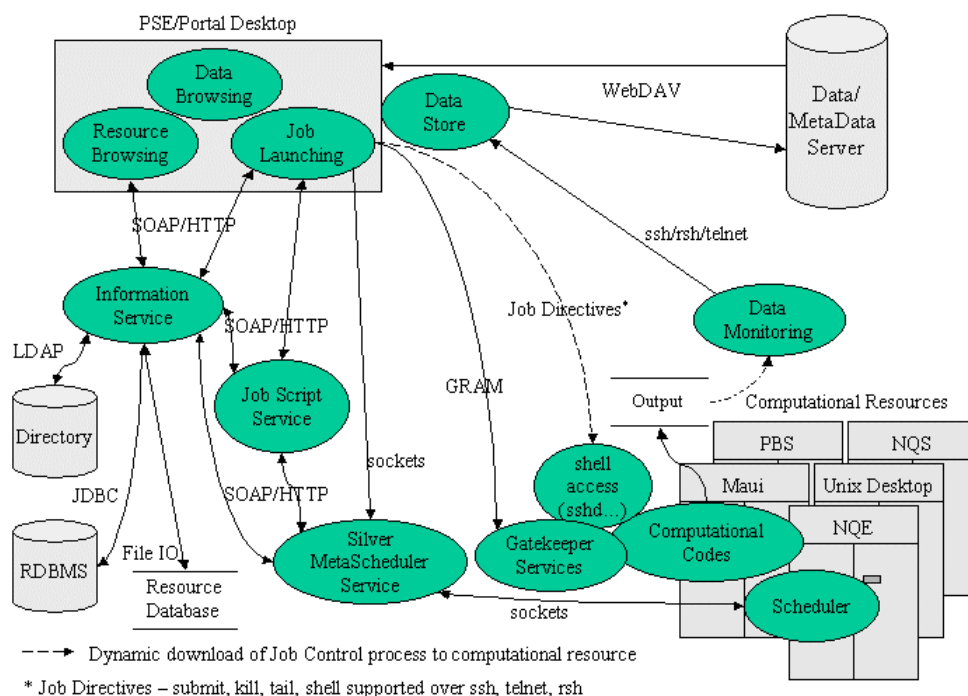 PSE/Portal Desktop
Data
Browsing
Resource
Browsing
Job
Launching
Data
Store
WebDAV
Data/
MetaData
Server
SOAP/HTTP
ssh/rsh/telnet
Information
Service
SOAP/HTTP
Job Directives*
Data
Monitoring
LDAP
Directory
Job Script
Service
GRAM
Output
Computational Resources
PBS
NQS
sockets
shell
access
(sshd...)
Maui
Unix Desktop
JDBC
SOAP/HTTP
NQE
RDBMS
File IO
Silver
MetaScheduler
Service
Gatekeeper
Services
Computational
Codes
Resource
Database
sockets
Scheduler
Dynamic download of Job Control process to computational resource
* Job Directives – submit, kill, tail, shell supported over ssh, telnet, rsh